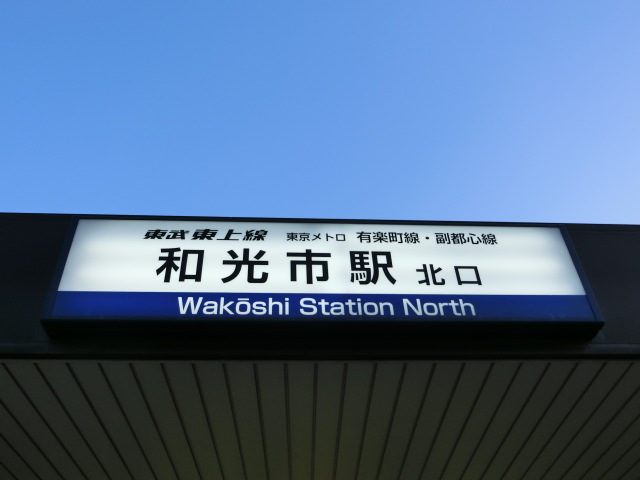 東武東上線 東京メトロ 有楽町線・副都心線
和光市駅 北口
Wakōshi Station North